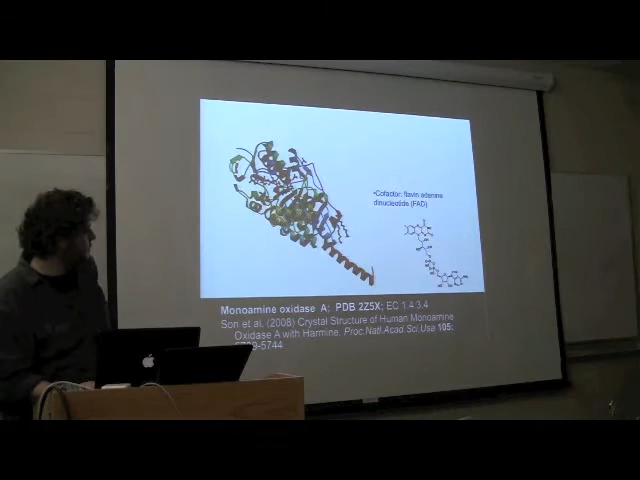 •Cofactor: flavin adenine
dinucleotide (FAD)
Monoamine oxidase A; PDB 2Z5X; EC 1.4.3.4
Son et al. (2008) Crystal Structure of Human Monoamine
Oxidase A with Harmine. Proc.Natl.Acad.Sci.Usa 105:
-5744